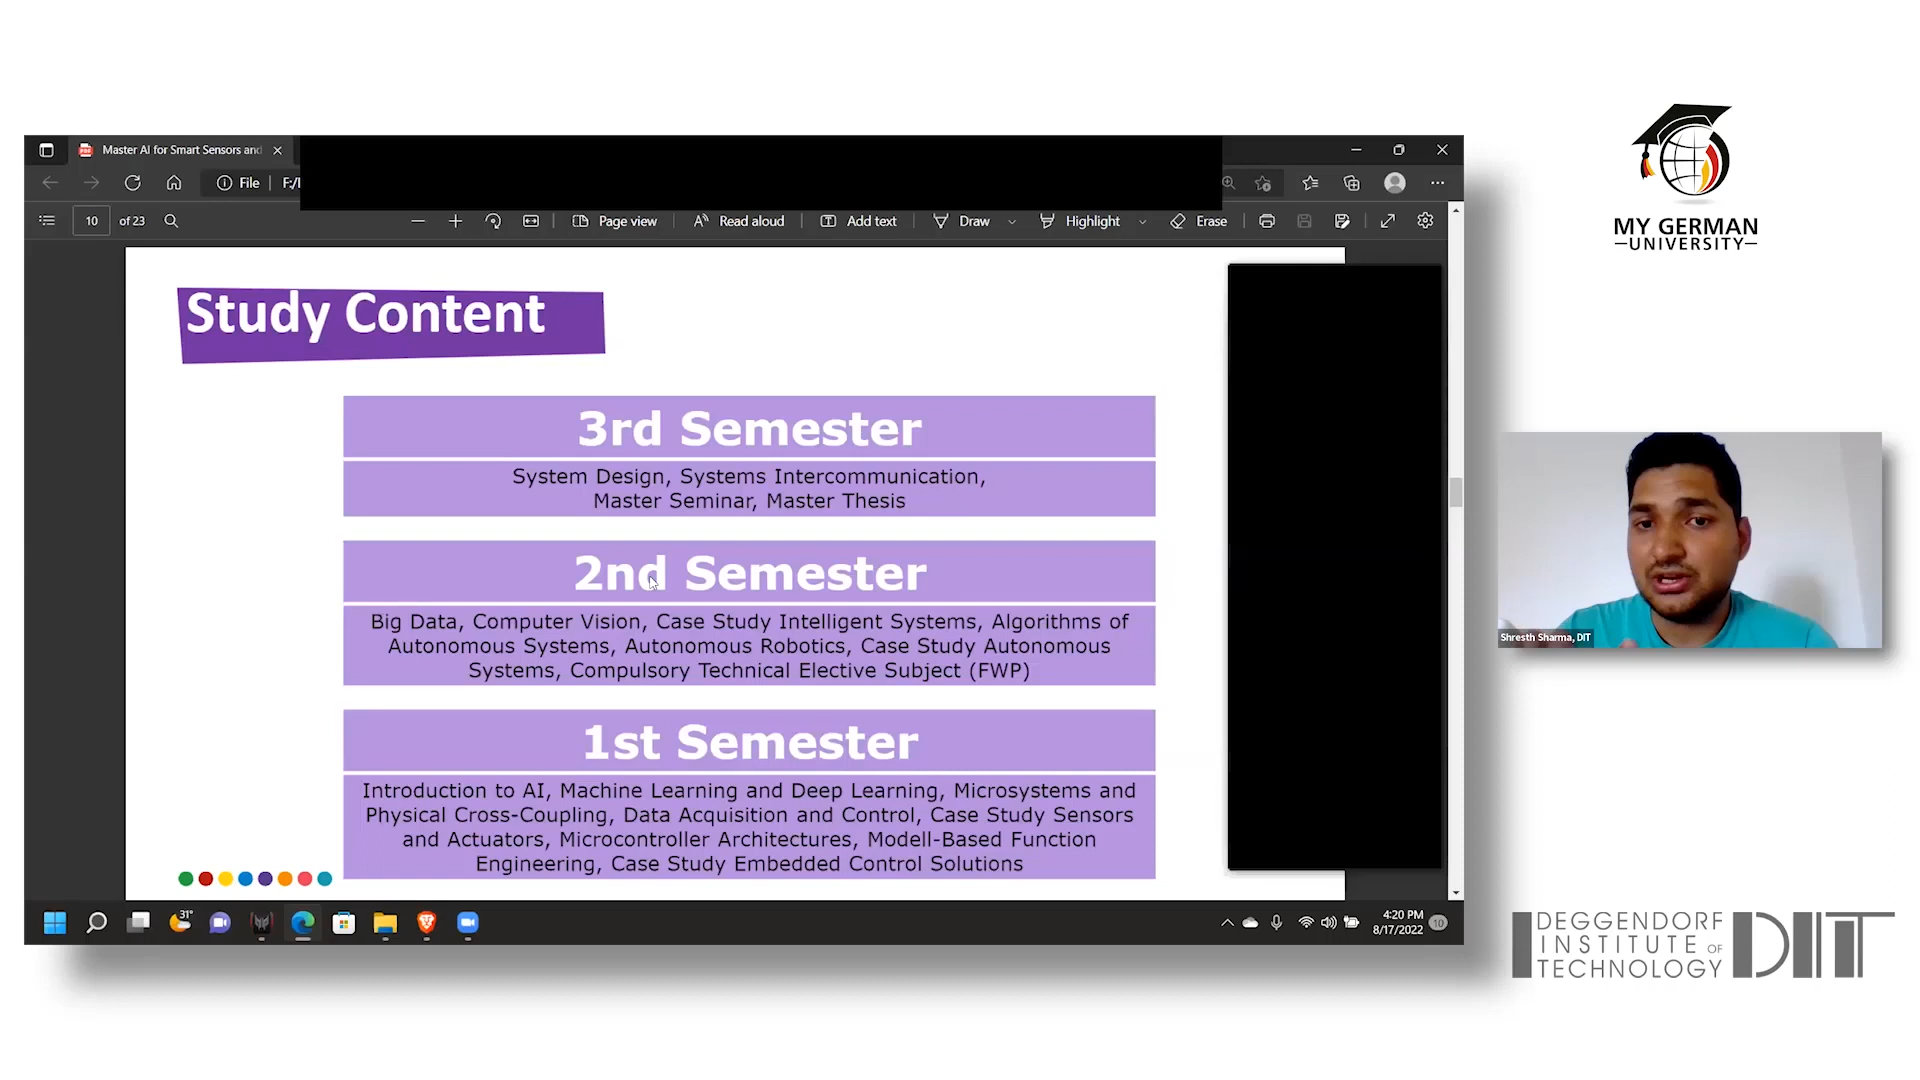 Master AI for Smart Sensors and
File
F:/I
10 of 23
Page view
Read aloud
Add text
Draw
Highlight
Erase
Study Content
3rd Semester
System Design, Systems Intercommunication,
Master Seminar, Master Thesis
2nd Semester
Big Data, Computer Vision, Case Study Intelligent Systems, Algorithms of
Autonomous Systems, Autonomous Robotics, Case Study Autonomous
Systems, Compulsory Technical Elective Subject (FWP)
1st Semester
Introduction to AI, Machine Learning and Deep Learning, Microsystems and
Physical Cross-Coupling, Data Acquisition and Control, Case Study Sensors
and Actuators, Microcontroller Architectures, Modell-Based Function
Engineering, Case Study Embedded Control Solutions
31°
4:20 PM
8/17/2022
10
MY GERMAN
UNIVERSITY
Shresth Sharma, DIT
DEGGENDORF
INSTITUTE OF
TECHNOLOGY
DIT